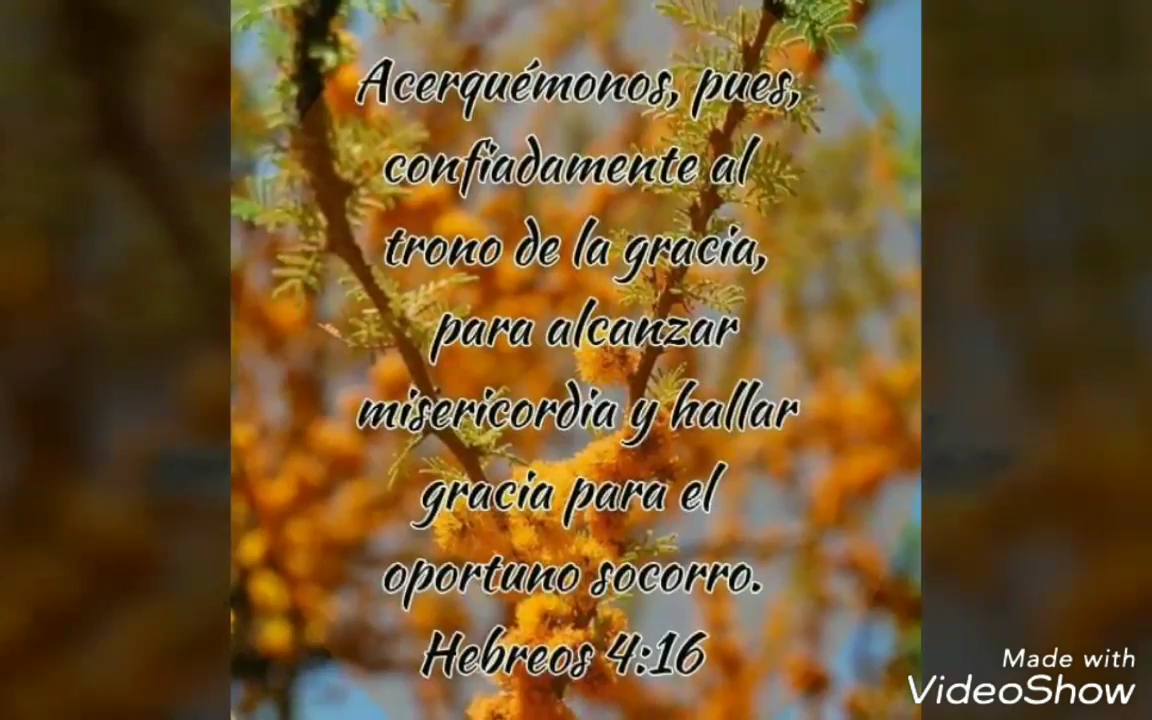 Acerquémonos, pues,
confiadamente al
trono de la gracia,
para alcanzar
misericordia y hallar
gracia para el
oportuno socorro.
Hebreos 4:16
Made with
VideoShow